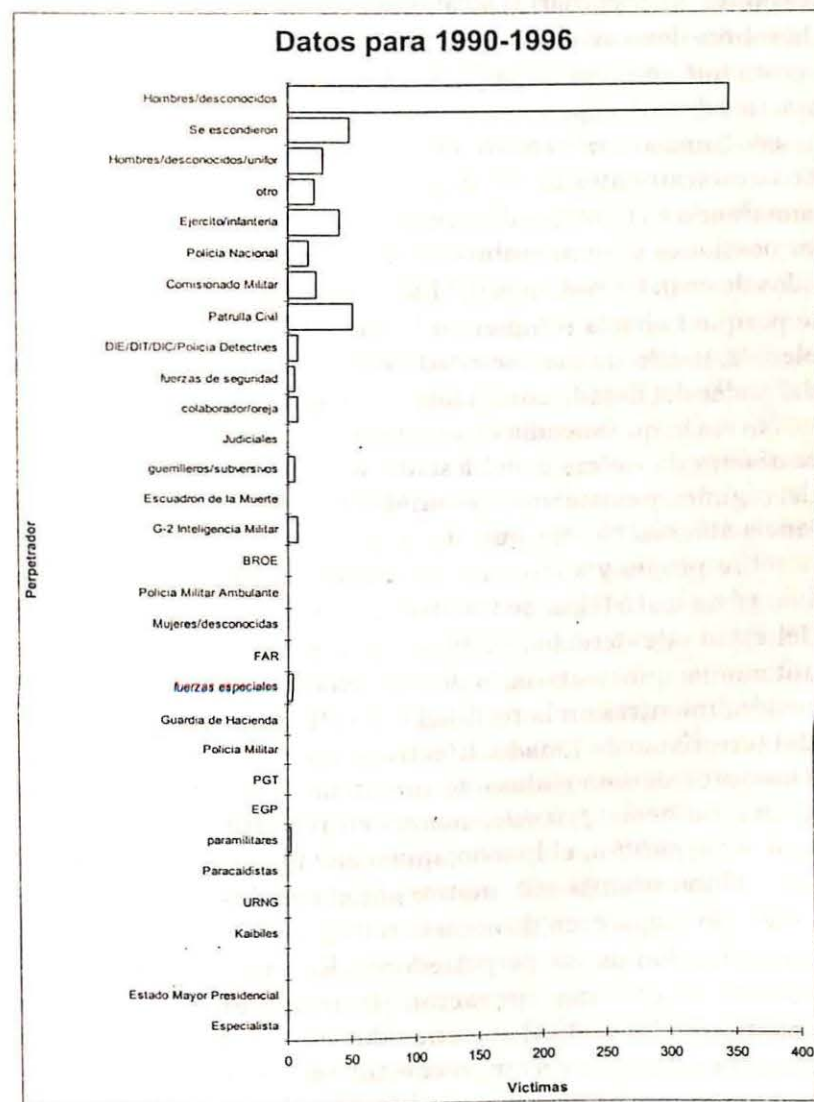 Datos para 1990-1996
Hombres/desconocidos
Se escondieron
Hombres/desconocidos/unifor
otro
Ejercito/infanteria
Policia Nacional
Comisionado Militar
Patrulla Civil
DIE/DIT/DIC/Policia Detectives
fuerzas de seguridad
colaborador/oreja
Judiciales
guerrilleros/subversivos
Escuadron de la Muerte
G-2 Inteligencia Militar
BROE
Policia Militar Ambulante
Mujeres/desconocidas
FAR
fuerzas especiales
Guardia de Hacienda
Policia Militar
PGT
EGP
paramilitares
Paracaidistas
URNG
Kaibiles
Estado Mayor Presidencial
Especialista
Perpetrador
0 50 100 150 200 250 300 350 400
Victimas